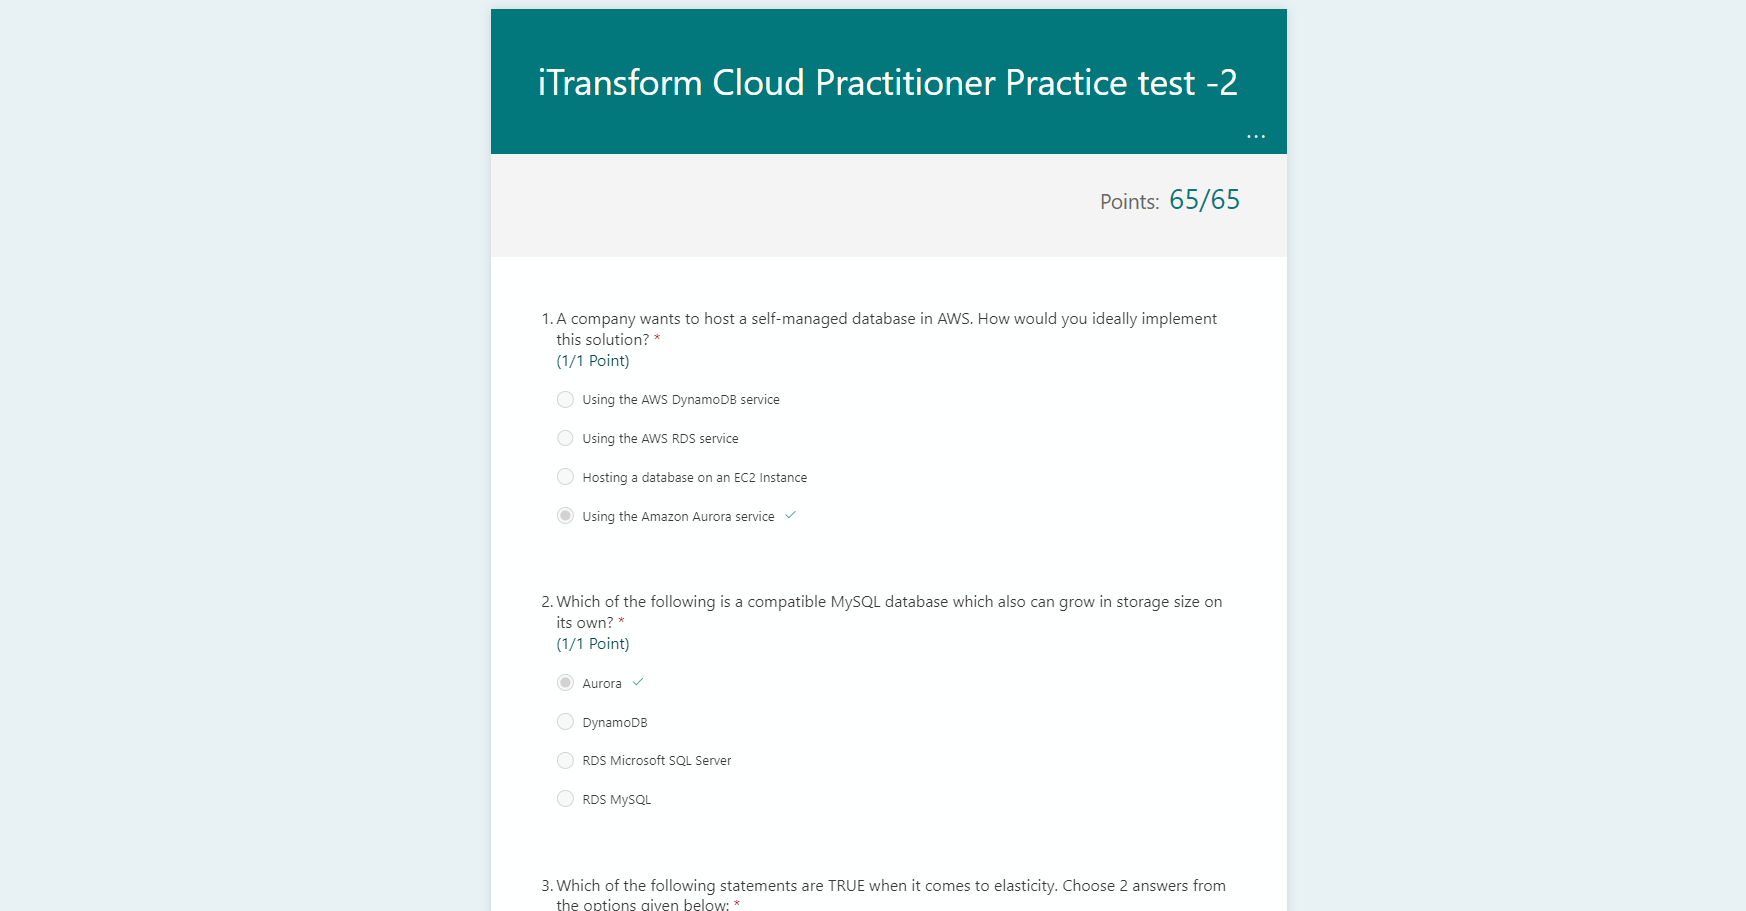 iTransform Cloud Practitioner Practice test -2
...
Points: 65/65
1. A company wants to host a self-managed database in AWS. How would you ideally implement
this solution? *
(1/1 Point)
Using the AWS DynamoDB service
Using the AWS RDS service
Hosting a database on an EC2 Instance
Using the Amazon Aurora service
2. Which of the following is a compatible MySQL database which also can grow in storage size on
its own? *
(1/1 Point)
Aurora
DynamoDB
RDS Microsoft SQL Server
RDS MySQL
3. Which of the following statements are TRUE when it comes to elasticity. Choose 2 answers from
the options given below: *